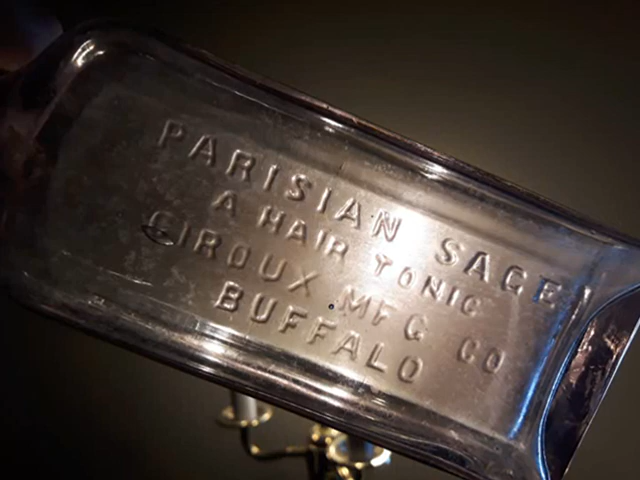 PARISIAN SAGE
A HAIR TONIC
GIROUX MFG CO
BUFFALO